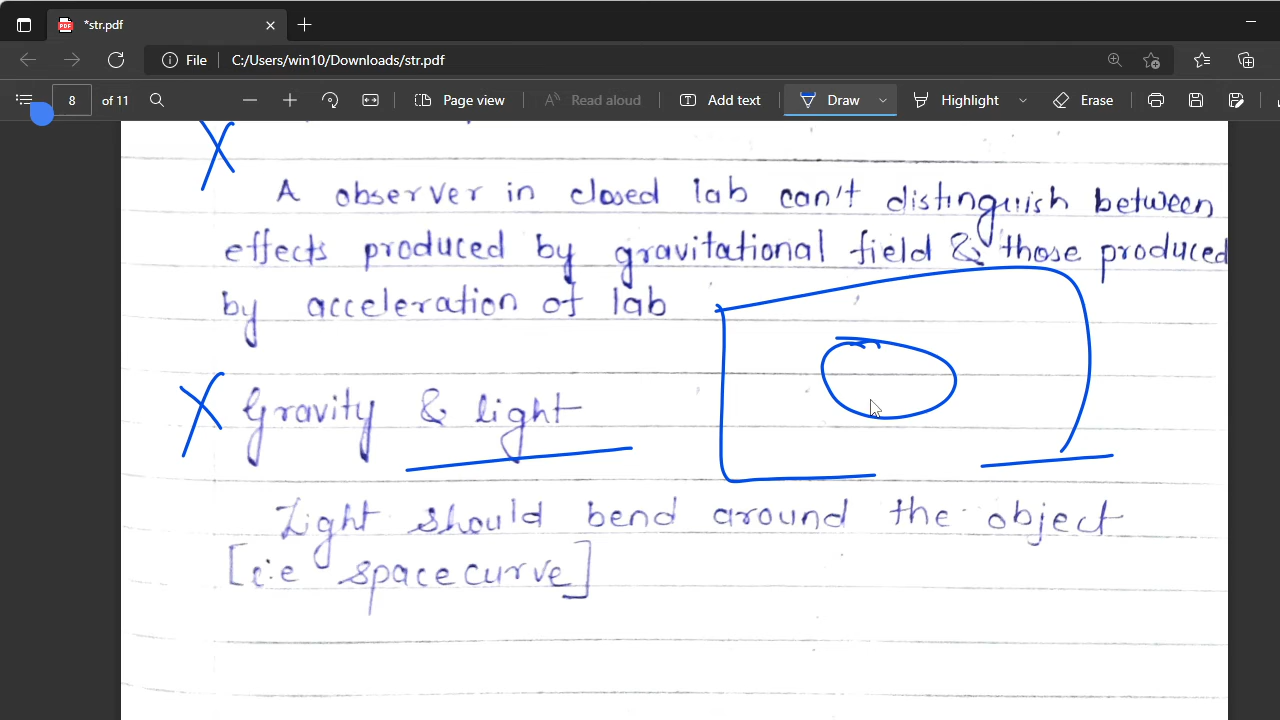 *str.pdf
File C:/Users/win10/Downloads/str.pdf
8 of 11 Page view Read aloud Add text Draw Highlight Erase
A observer in closed lab can't distinguish between
effects produced by gravitational field & those produced
by acceleration of lab
Gravity & light
Light should bend around the object
[i.e spacecurve]